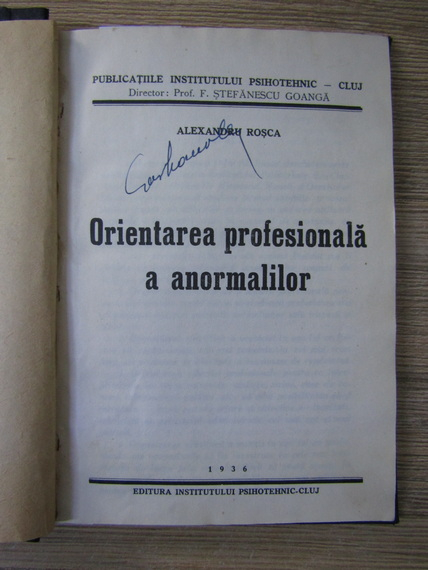 PUBLICAȚIILE INSTITUTULUI PSIHOTEHNIC – CLUJ
Director: Prof. F. ȘTEFĂNESCU GOANGĂ
ALEXANDRU ROȘCA
Orientarea profesională
a anormalilor
1936
EDITURA INSTITUTULUI PSIHOTEHNIC-CLUJ